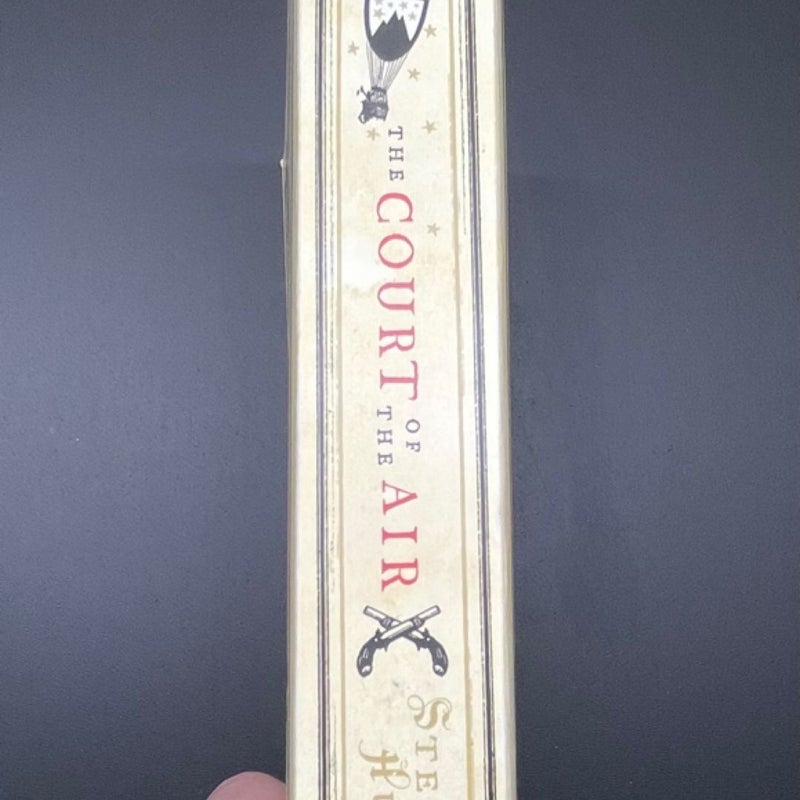 THE
COURT
OF
THE
AIR